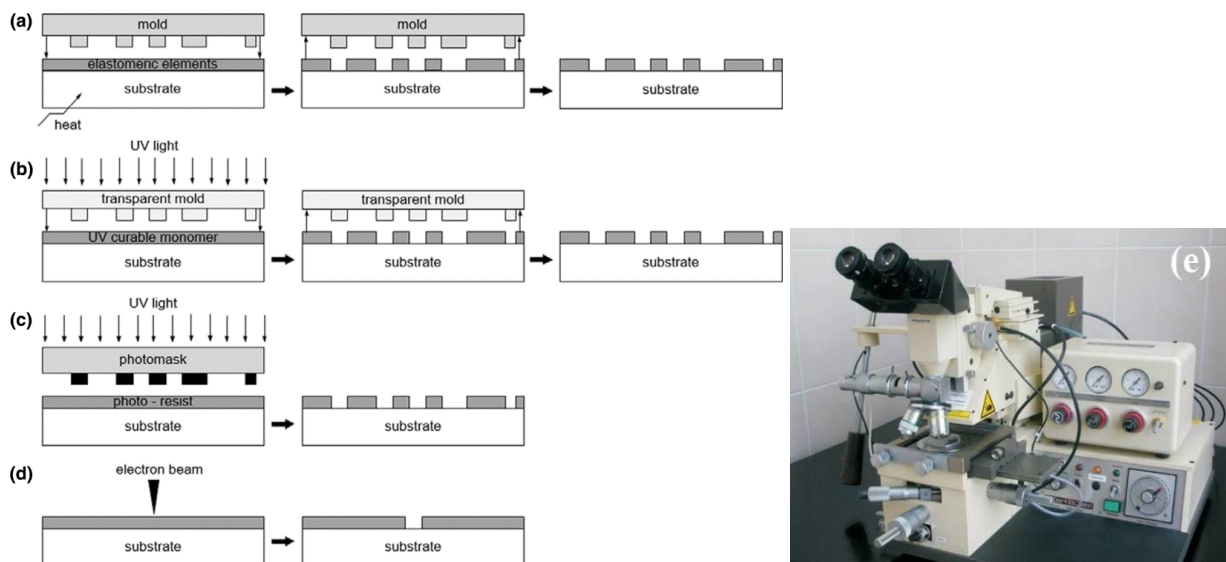 (a)
mold
mold
elastomeric elements
substrate
substrate
substrate
heat
UV light
(b)
transparent mold
transparent mold
UV curable monomer
substrate
substrate
substrate
UV light
(c)
photomask
photo - resist
substrate
substrate
electron beam
(d)
substrate
substrate
(e)